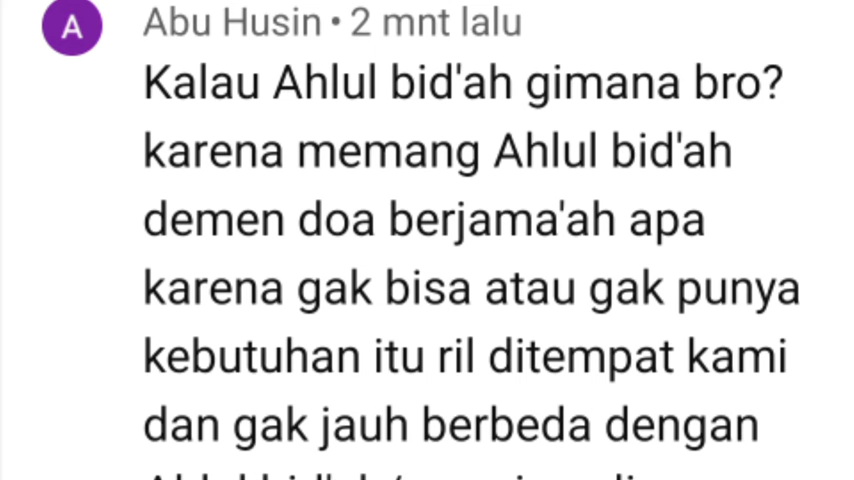 A
Abu Husin • 2 mnt lalu
Kalau Ahlul bid'ah gimana bro?
karena memang Ahlul bid'ah
demen doa berjama'ah apa
karena gak bisa atau gak punya
kebutuhan itu ril ditempat kami
dan gak jauh berbeda dengan